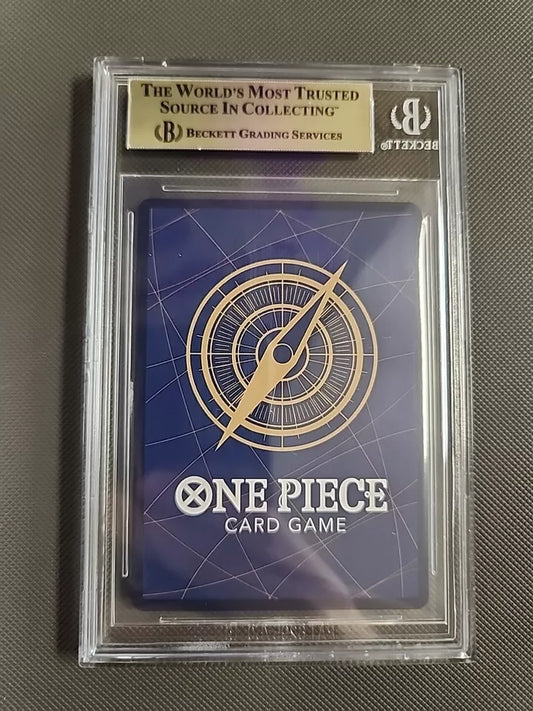 THE WORLD'S MOST TRUSTED
SOURCE IN COLLECTING™
B BECKETT GRADING SERVICES
B
BECKETT®
ONE PIECE
CARD GAME